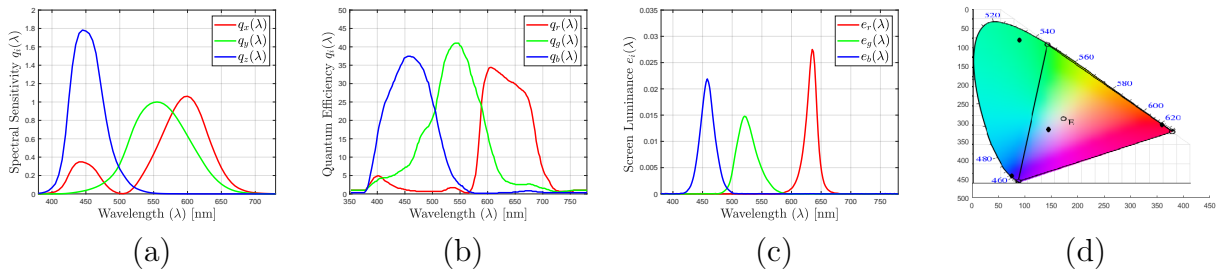 2
1.8
1.6
1.4
1.2
1
0.8
0.6
0.4
0.2
0
400 450 500 550 600 650 700
Spectral Sensitivity q_i(λ)
Wavelength (λ) [nm]
q_x(λ)
q_y(λ)
q_z(λ)
(a)
50
45
40
35
30
25
20
15
10
5
0
350 400 450 500 550 600 650 700 750
Quantum Efficiency q_i(λ)
Wavelength (λ) [nm]
q_r(λ)
q_g(λ)
q_b(λ)
(b)
0.035
0.03
0.025
0.02
0.015
0.01
0.005
0
400 450 500 550 600 650 700 750
Screen Luminance e_i(λ)
Wavelength (λ) [nm]
e_r(λ)
e_g(λ)
e_b(λ)
(c)
0
50
100
150
200
250
300
350
400
450
500
0 50 100 150 200 250 300 350 400 450
520
540
560
580
600
620
E
480
460
(d)